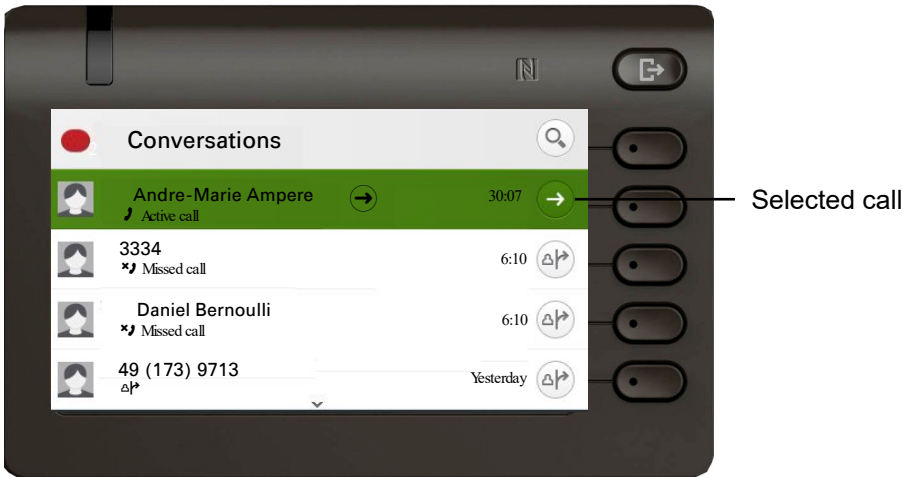 Conversations
Andre-Marie Ampere
30:07
Active call
Selected call
3334
6:10
Missed call
Daniel Bernoulli
6:10
Missed call
49 (173) 9713
Yesterday